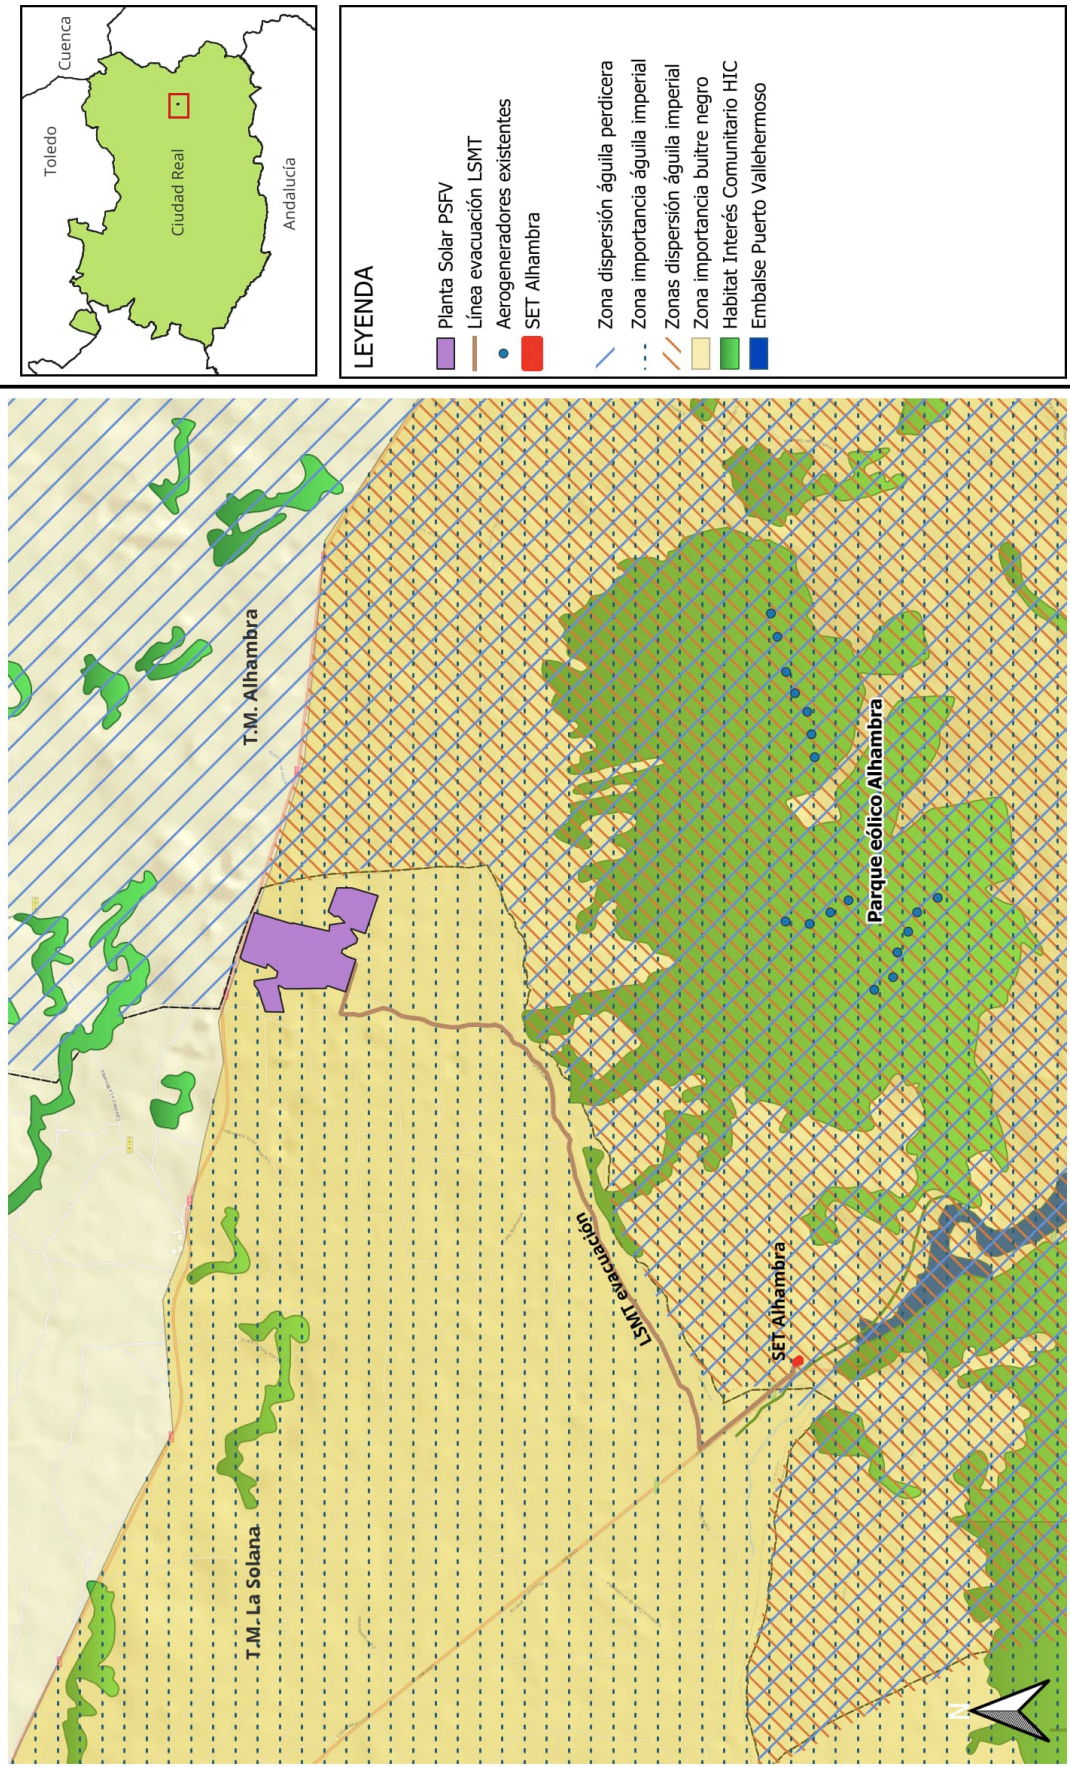 Toledo
Cuenca
Ciudad Real
Andalucía
LEYENDA
Planta Solar PSFV
Línea evacuación LSMT
Aerogeneradores existentes
SET Alhambra
Zona dispersión águila perdicera
Zona importancia águila imperial
Zonas dispersión águila imperial
Zona importancia buitre negro
Habitat Interés Comunitario HIC
Embalse Puerto Vallehermoso
T.M. Alhambra
T.M. La Solana
LSMT evacuación
SET Alhambra
Parque eólico Alhambra
N